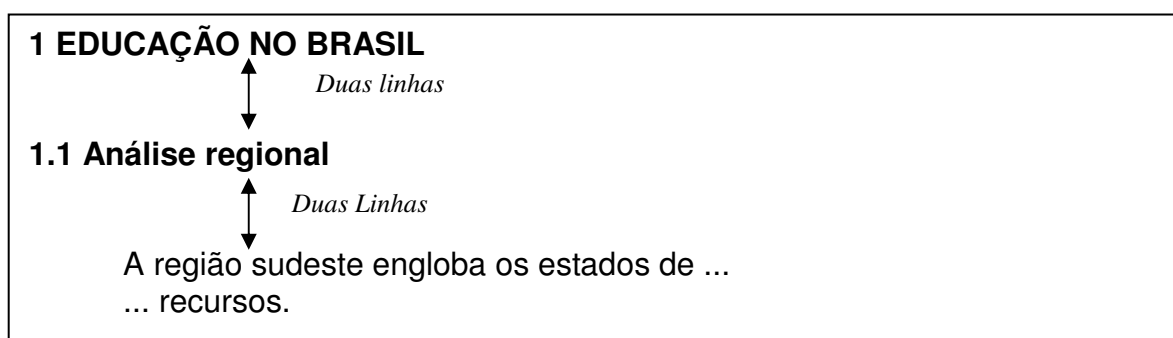 1 EDUCAÇÃO NO BRASIL
Duas linhas
1.1 Análise regional
Duas Linhas
A região sudeste engloba os estados de ...
... recursos.